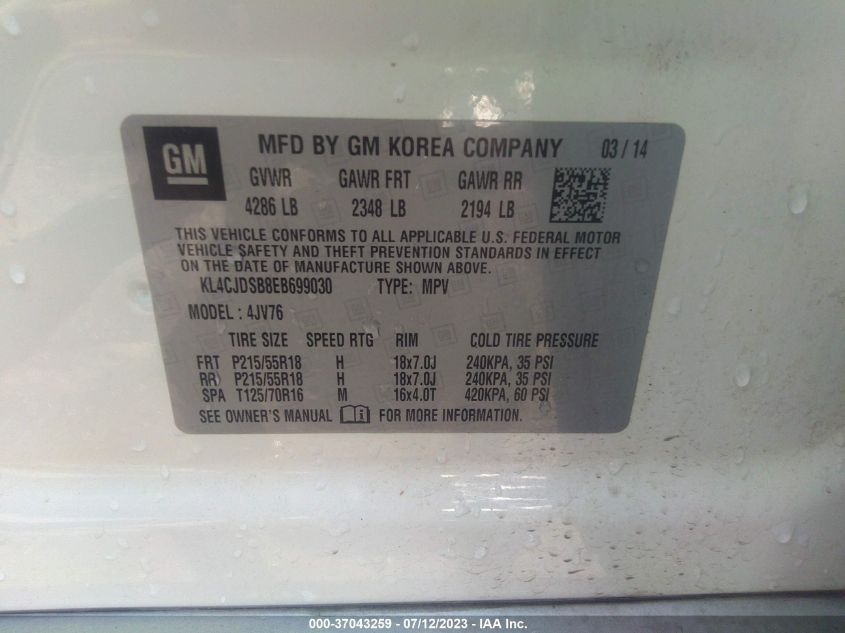 GM
MFD BY GM KOREA COMPANY 03 / 14
GVWR GAWR FRT GAWR RR
4286 LB 2348 LB 2194 LB
THIS VEHICLE CONFORMS TO ALL APPLICABLE U.S. FEDERAL MOTOR
VEHICLE SAFETY AND THEFT PREVENTION STANDARDS IN EFFECT
ON THE DATE OF MANUFACTURE SHOWN ABOVE.
KL4CJDSB8EB699030 TYPE: MPV
MODEL : 4JV76
TIRE SIZE SPEED RTG RIM COLD TIRE PRESSURE
FRT P215/55R18 H 18x7.0J 240KPA, 35 PSI
RR P215/55R18 H 18x7.0J 240KPA, 35 PSI
SPA T125/70R16 M 16x4.0T 420KPA, 60 PSI
SEE OWNER'S MANUAL FOR MORE INFORMATION.
000-37043259 - 07/12/2023 - IAA Inc.